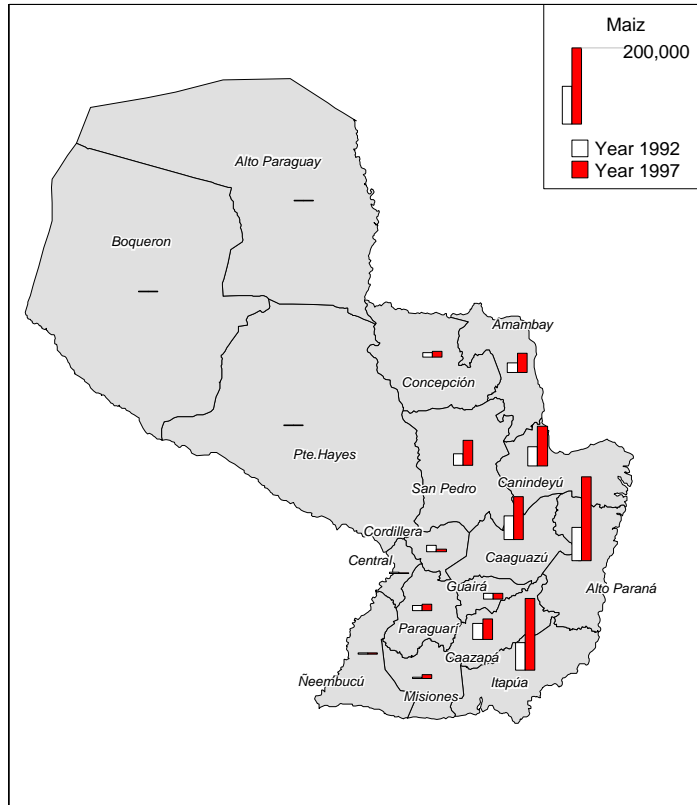 Maiz
200,000
Year 1992
Year 1997
Alto Paraguay
Boqueron
Amambay
Concepción
Pte.Hayes
San Pedro
Canindeyú
Cordillera
Central
Caaguazú
Guairá
Alto Paraná
Paraguarí
Caazapá
Ñeembucú
Itapúa
Misiones